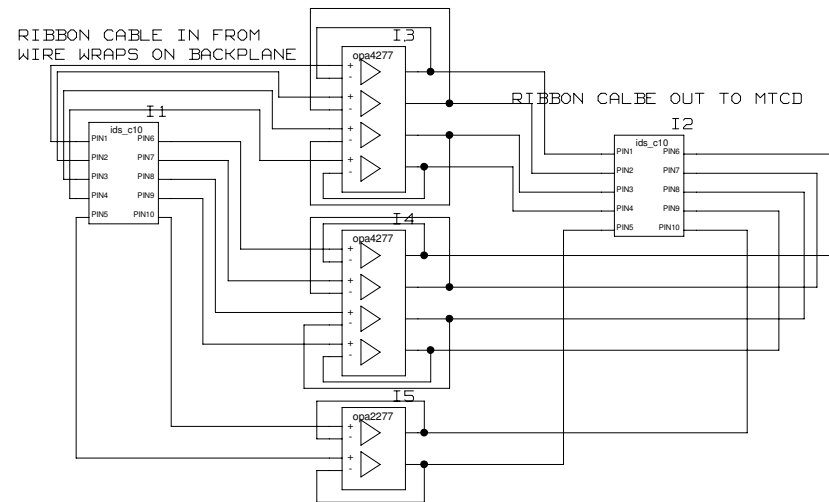 RIBBON CABLE IN FROM
WIRE WRAPS ON BACKPLANE
I3
opa4277
+
-
+
-
+
-
+
-
RIBBON CALBE OUT TO MTCD
I1
ids_c10
PIN1 PIN6
PIN2 PIN7
PIN3 PIN8
PIN4 PIN9
PIN5 PIN10
I2
ids_c10
PIN1 PIN6
PIN2 PIN7
PIN3 PIN8
PIN4 PIN9
PIN5 PIN10
I4
opa4277
+
-
+
-
+
-
+
-
I5
opa2277
+
-
+
-